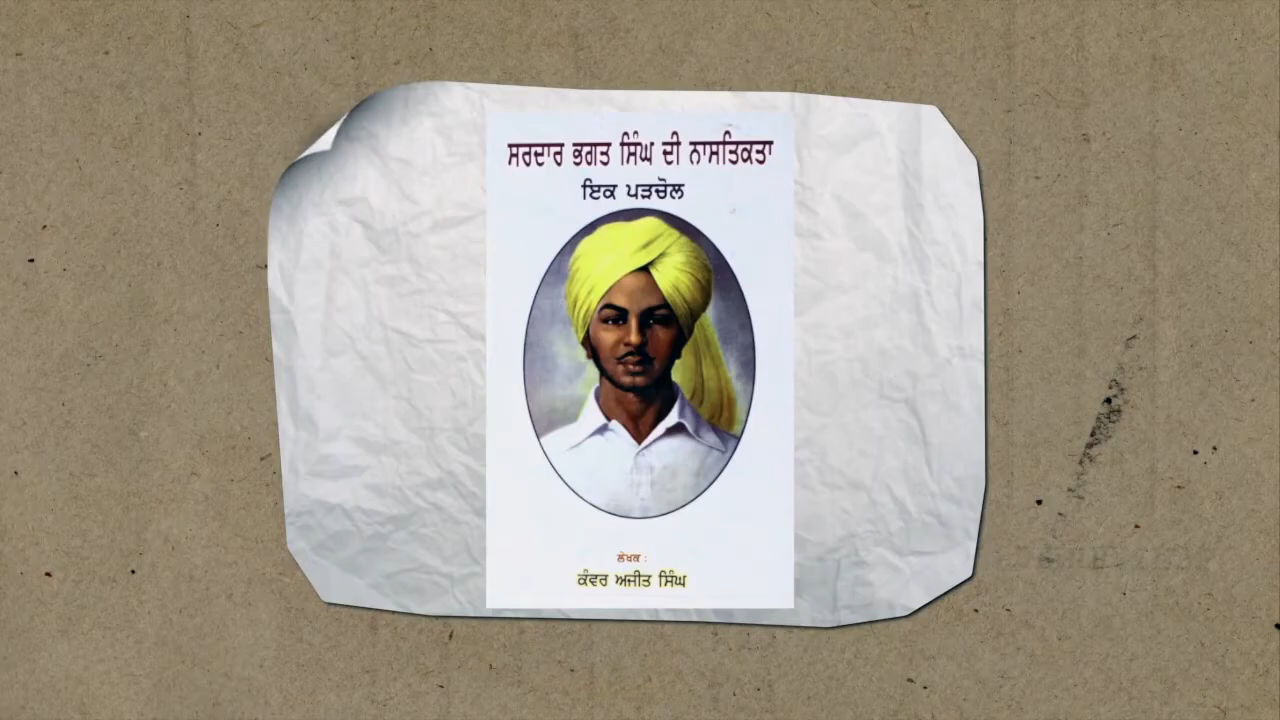 ਸਰਦਾਰ ਭਗਤ ਸਿੰਘ ਦੀ ਨਾਸਤਿਕਤਾ
ਇਕ ਪੜਚੋਲ
ਲੇਖਕ :
ਕੰਵਰ ਅਜੀਤ ਸਿੰਘ